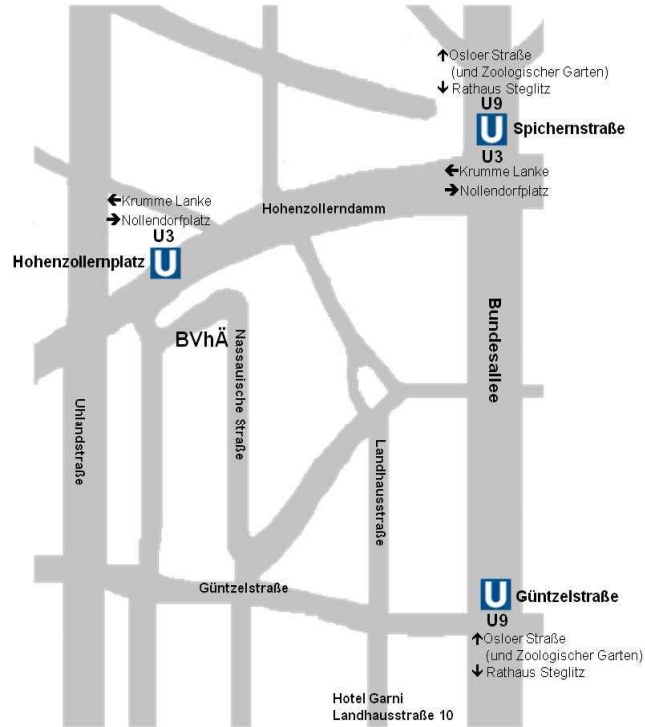 ↑Osloer Straße
(und Zoologischer Garten)
↓ Rathaus Steglitz
U9
U Spichernstraße
U3
←Krumme Lanke
→Nollendorfplatz
←Krumme Lanke
→Nollendorfplatz
U3
Hohenzollernplatz U
Hohenzollerndamm
BVhÄ
Nassauische Straße
Bundesallee
Uhlandstraße
Landhausstraße
Güntzelstraße
U Güntzelstraße
U9
↑Osloer Straße
(und Zoologischer Garten)
↓ Rathaus Steglitz
Hotel Garni
Landhausstraße 10